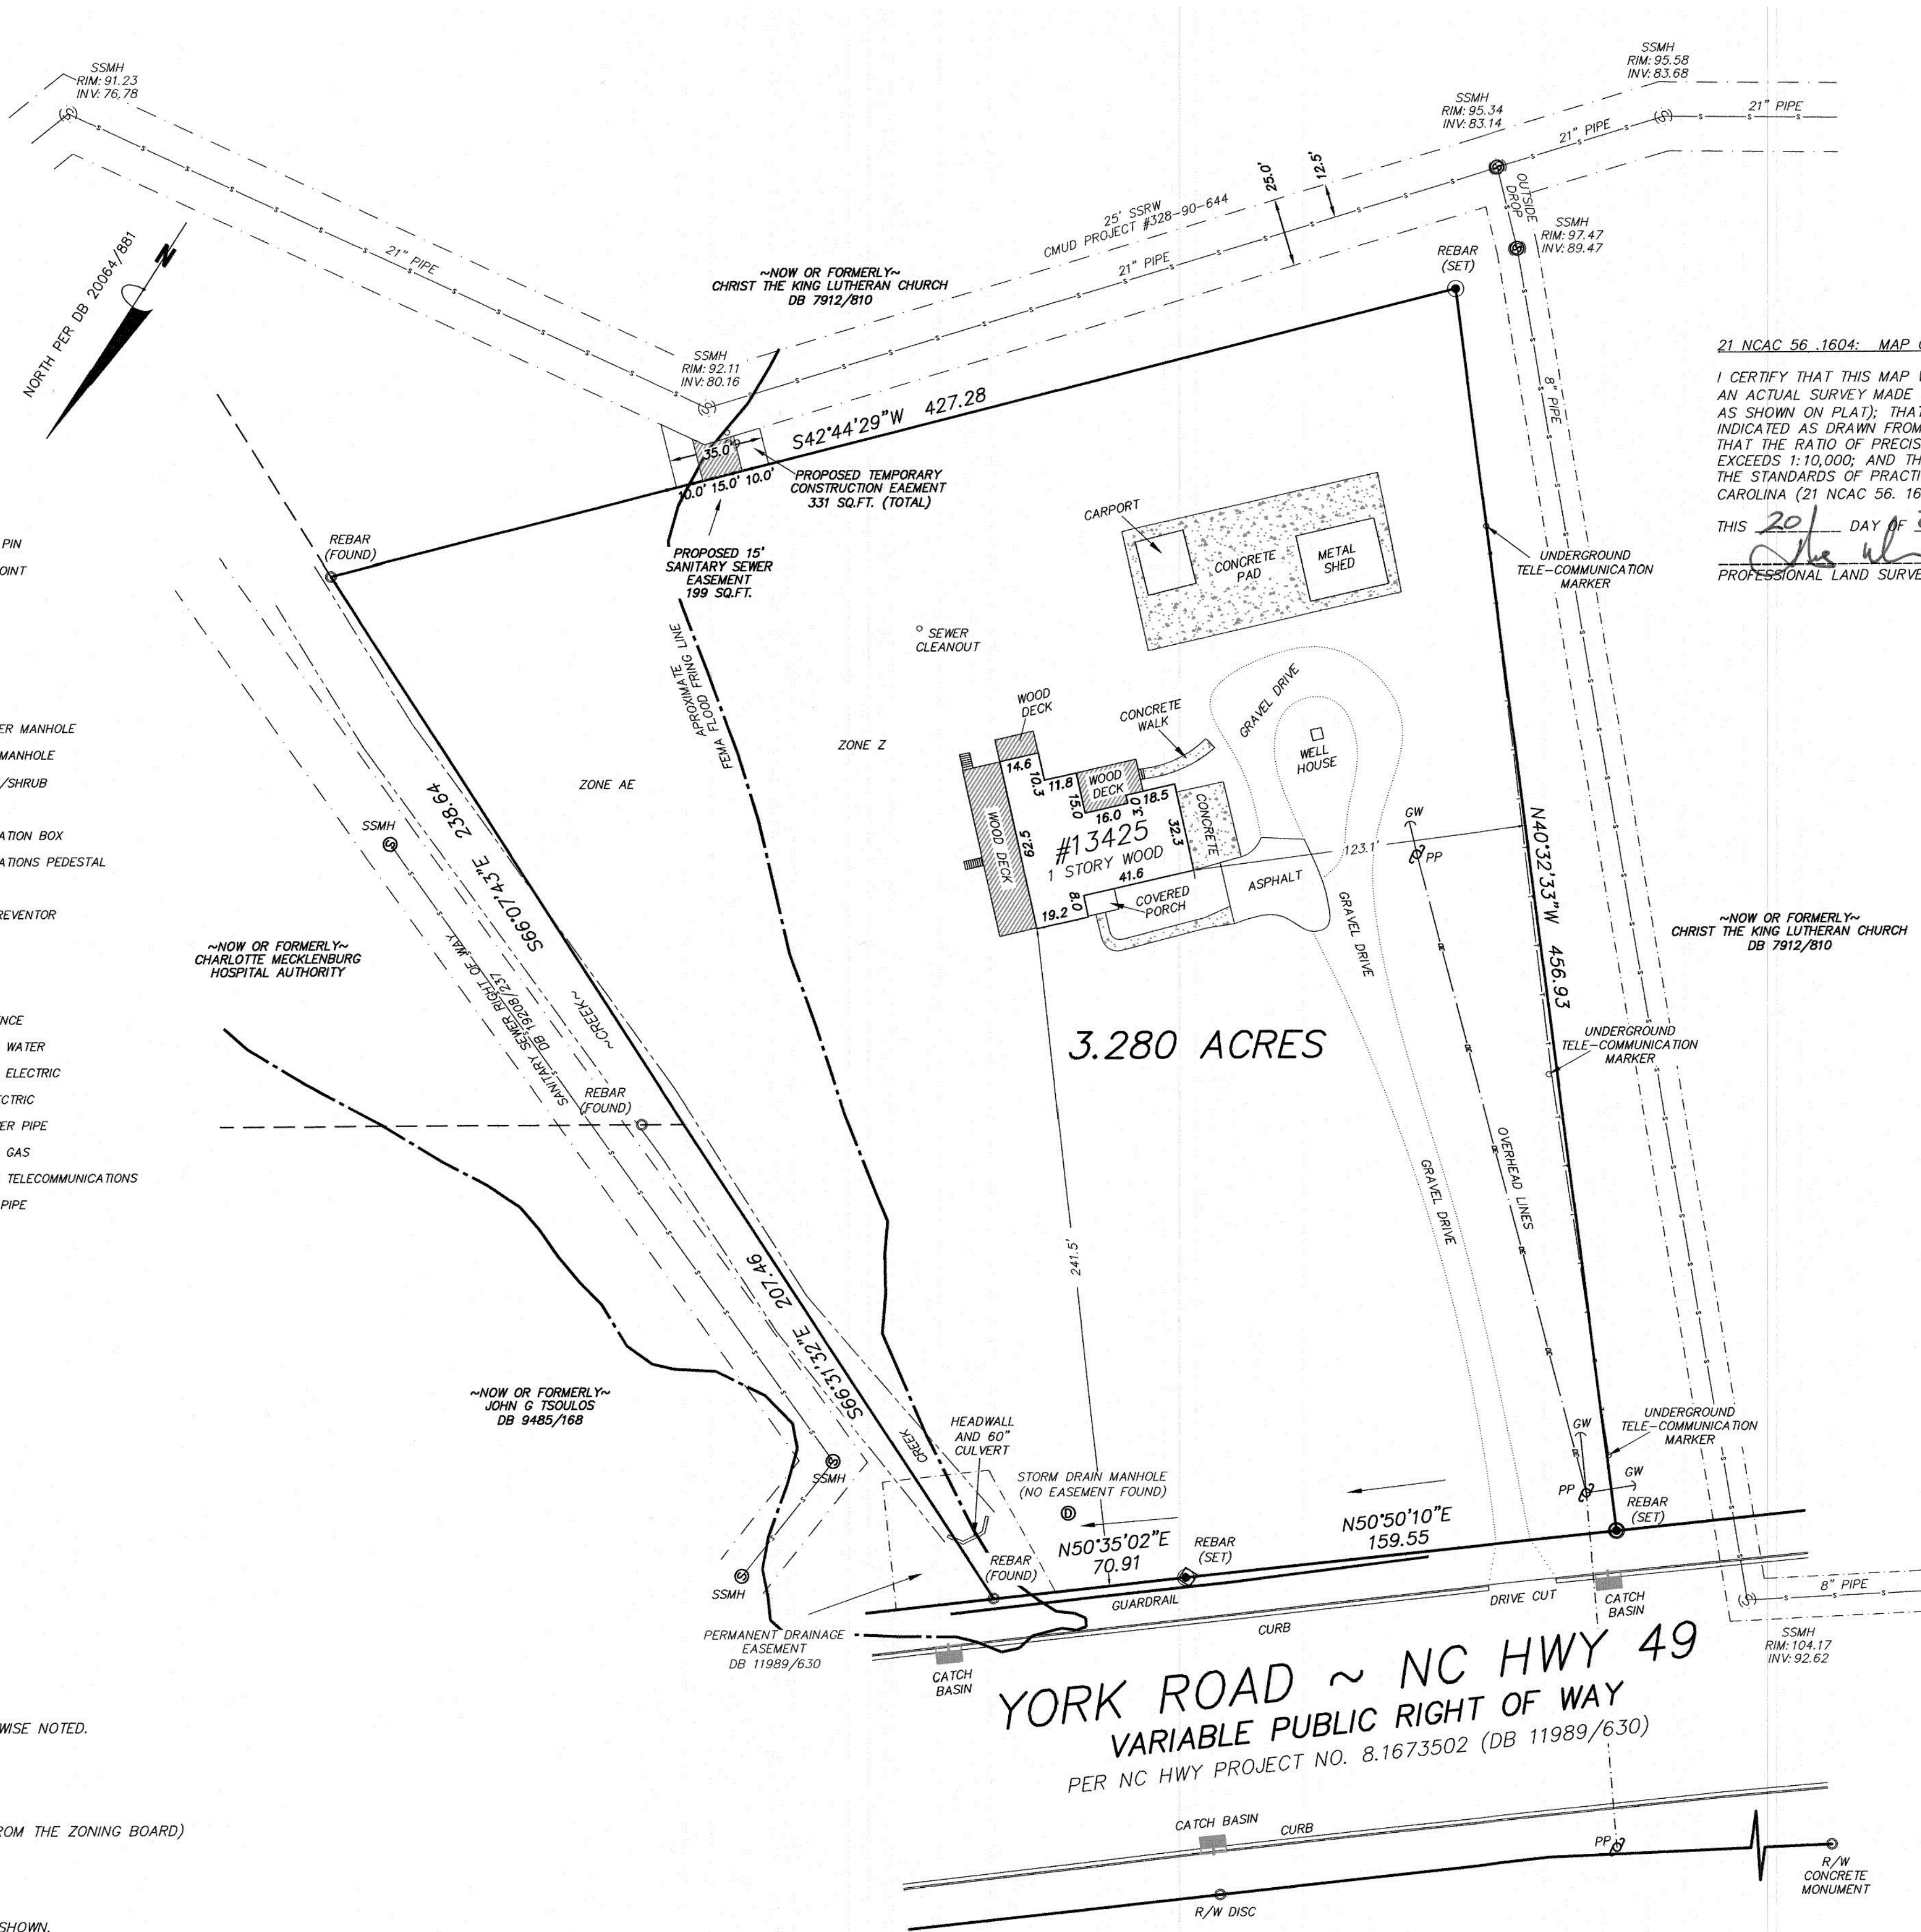 SSMH
RIM: 91.23
INV: 76,78
SSMH
RIM: 95.58
INV: 83.68
SSMH
RIM: 95.34
INV: 83.14
21" PIPE
21" PIPE
OUTSIDE
DROP
SSMH
RIM: 97.47
INV: 89.47
12.5'
25.0'
25' SSRW
CMUD PROJECT #328-90-644
21" PIPE
21" PIPE
NORTH PER DB 20064/881
N
~NOW OR FORMERLY~
CHRIST THE KING LUTHERAN CHURCH
DB 7912/810
REBAR
(SET)
SSMH
RIM: 92.11
INV: 80.16
S42°44'29"W 427.28
35.0'
10.0' 15.0' 10.0'
PROPOSED TEMPORARY
CONSTRUCTION EAEMENT
331 SQ.FT. (TOTAL)
PROPOSED 15'
SANITARY SEWER
EASEMENT
199 SQ.FT.
REBAR
(FOUND)
21 NCAC 56 .1604: MAP
I CERTIFY THAT THIS MAP
AN ACTUAL SURVEY MADE
AS SHOWN ON PLAT); THAT
INDICATED AS DRAWN FROM
THAT THE RATIO OF PRECIS
EXCEEDS 1:10,000; AND TH
THE STANDARDS OF PRACTI
CAROLINA (21 NCAC 56. 16
THIS 20 DAY OF
PROFESSIONAL LAND SURVE
8" PIPE
CARPORT
CONCRETE
PAD
METAL
SHED
UNDERGROUND
TELE-COMMUNICATION
MARKER
PIN
OINT
SEWER
CLEANOUT
APROXIMATE
FEMA FLOOD FRING LINE
ZONE Z
ZONE AE
WOOD
DECK
CONCRETE
WALK
GRAVEL DRIVE
WELL
HOUSE
ER MANHOLE
MANHOLE
/SHRUB
ATION BOX
ATIONS PEDESTAL
REVENTOR
NCE
WATER
ELECTRIC
CTRIC
ER PIPE
GAS
TELECOMMUNICATIONS
PIPE
14.6
10.3
11.8
15.0
WOOD
DECK
16.0
3.0
18.5
CONCRETE
WOOD DECK
62.5
#13425
1 STORY WOOD
32.3
41.6
8.0
19.2
COVERED
PORCH
ASPHALT
123.1'
GW
PP
N40°32'33"W 456.93
GRAVEL DRIVE
~NOW OR FORMERLY~
CHRIST THE KING LUTHERAN CHURCH
DB 7912/810
SSMH
S66°07'43"E 238.64
~NOW OR FORMERLY~
CHARLOTTE MECKLENBURG
HOSPITAL AUTHORITY
SANITARY SEWER RIGHT OF WAY
DB 19208/237
~CREEK~
3.280 ACRES
UNDERGROUND
TELE-COMMUNICATION
MARKER
REBAR
(FOUND)
OVERHEAD LINES
GRAVEL DRIVE
241.5'
S66°31'32"E 207.46
~NOW OR FORMERLY~
JOHN G TSOULOS
DB 9485/168
CREEK
HEADWALL
AND 60"
CULVERT
SSMH
STORM DRAIN MANHOLE
(NO EASEMENT FOUND)
D
UNDERGROUND
TELE-COMMUNICATION
MARKER
GW
GW
PP
REBAR
(SET)
N50°50'10"E
159.55
N50°35'02"E
70.91
REBAR
(SET)
REBAR
(FOUND)
SSMH
GUARDRAIL
DRIVE CUT
CATCH
BASIN
8" PIPE
SSMH
RIM: 104.17
INV: 92.62
CURB
PERMANENT DRAINAGE
EASEMENT
DB 11989/630
CATCH
BASIN
YORK ROAD ~ NC HWY 49
VARIABLE PUBLIC RIGHT OF WAY
PER NC HWY PROJECT NO. 8.1673502 (DB 11989/630)
WISE NOTED.
ROM THE ZONING BOARD)
SHOWN.
CATCH BASIN
CURB
PP
R/W
CONCRETE
MONUMENT
R/W DISC